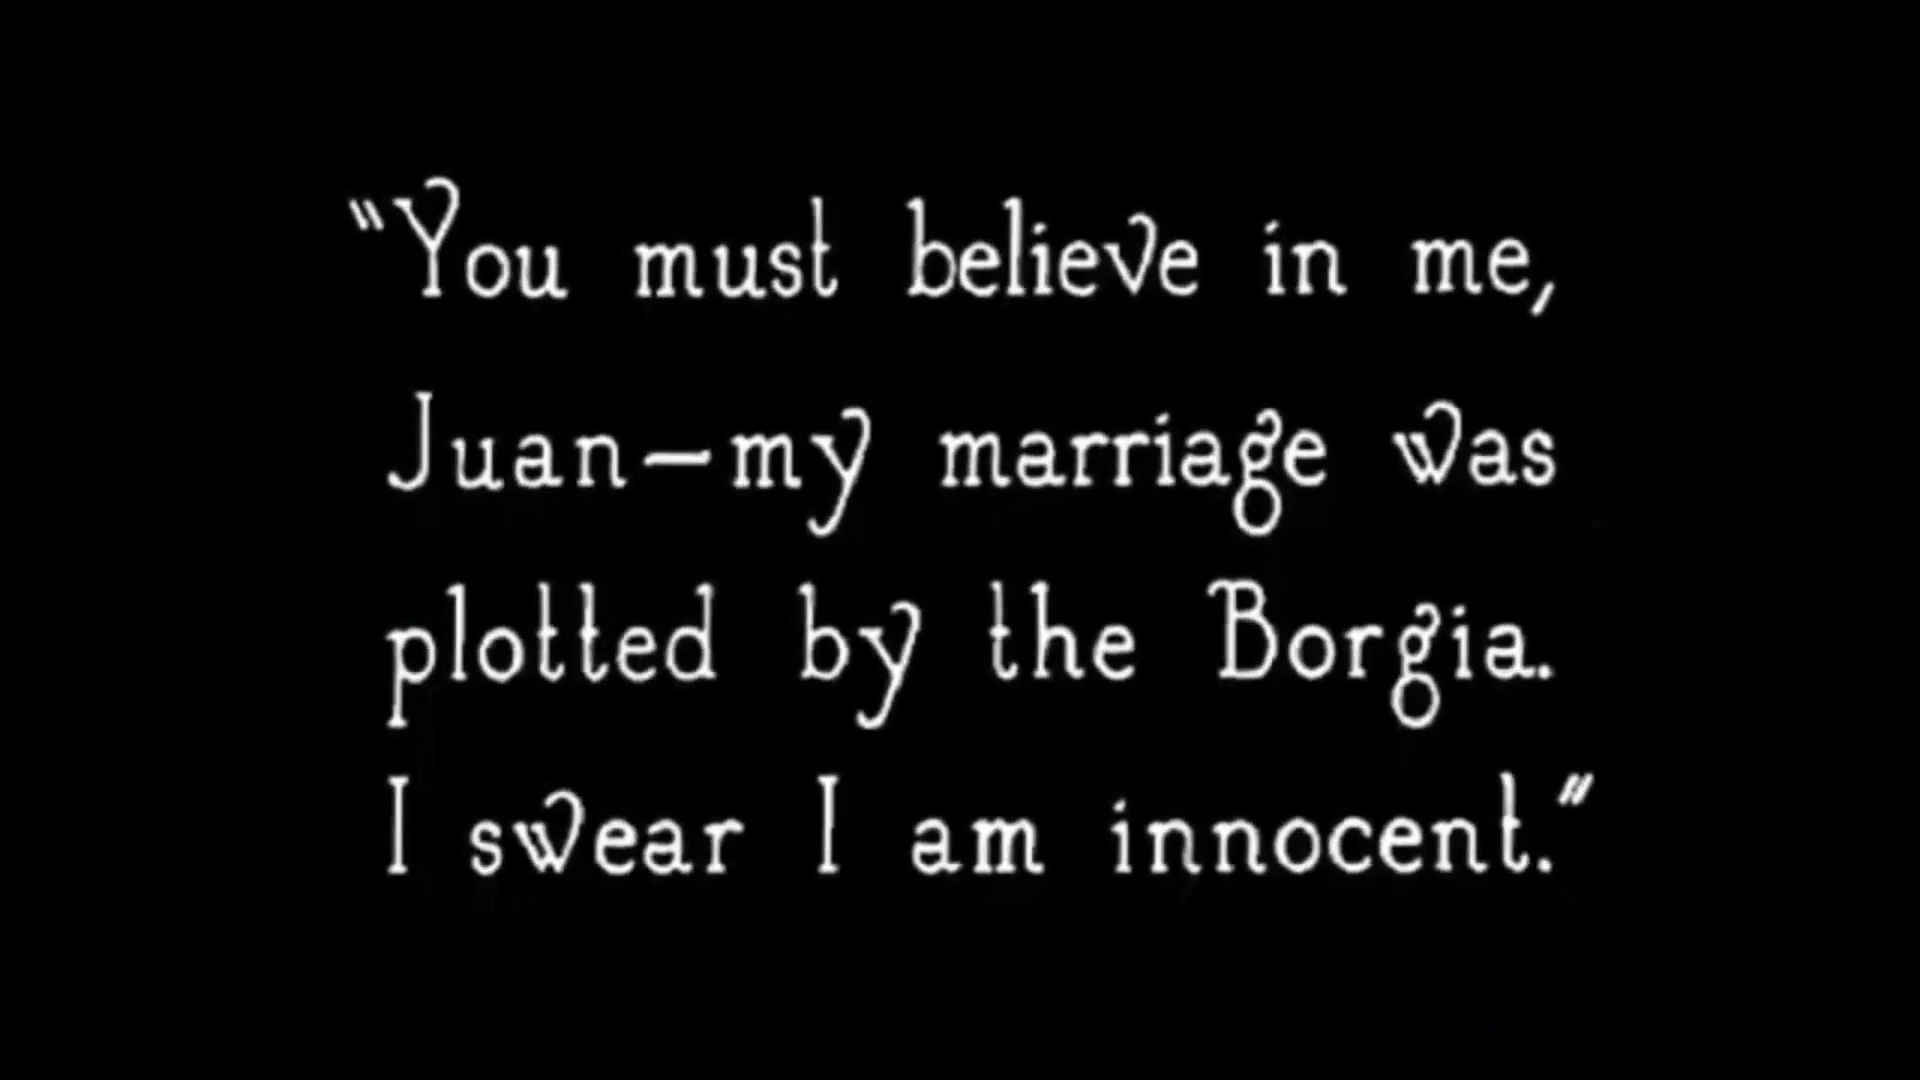 “You must believe in me,
Juan—my marriage was
plotted by the Borgia.
I swear I am innocent.”